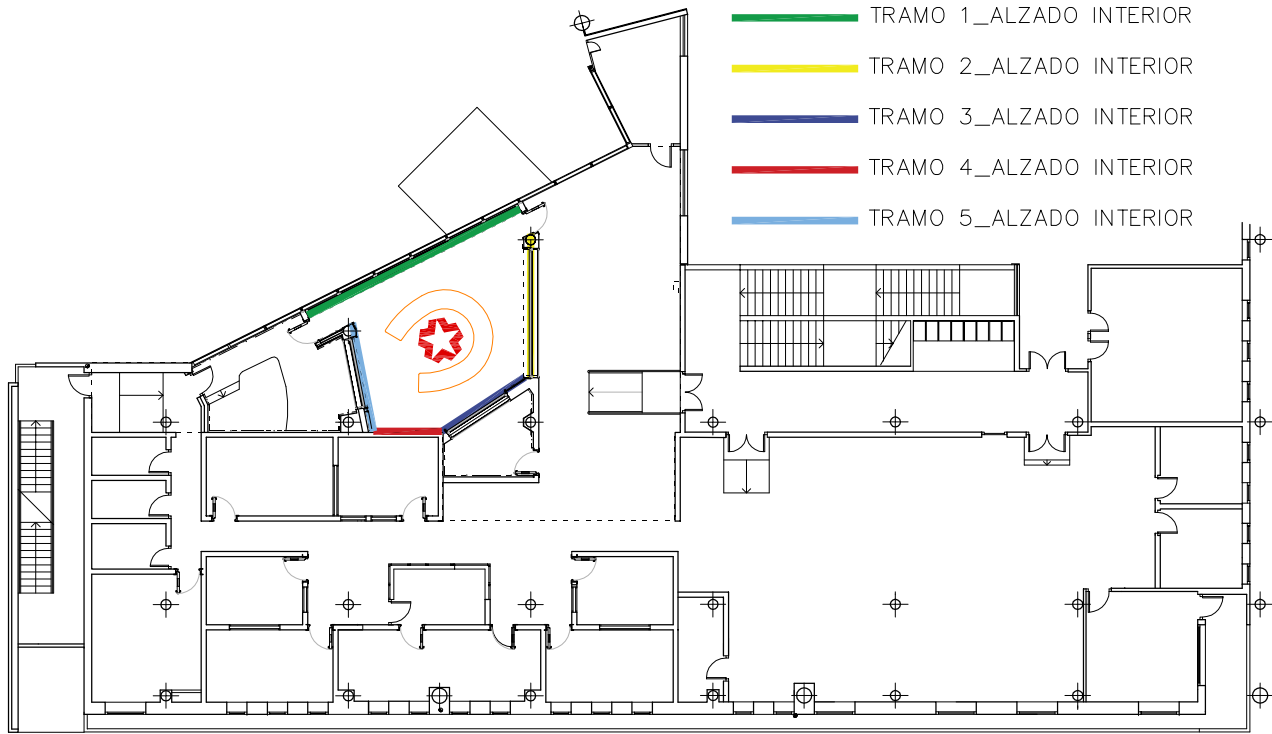 TRAMO 1_ALZADO INTERIOR
TRAMO 2_ALZADO INTERIOR
TRAMO 3_ALZADO INTERIOR
TRAMO 4_ALZADO INTERIOR
TRAMO 5_ALZADO INTERIOR